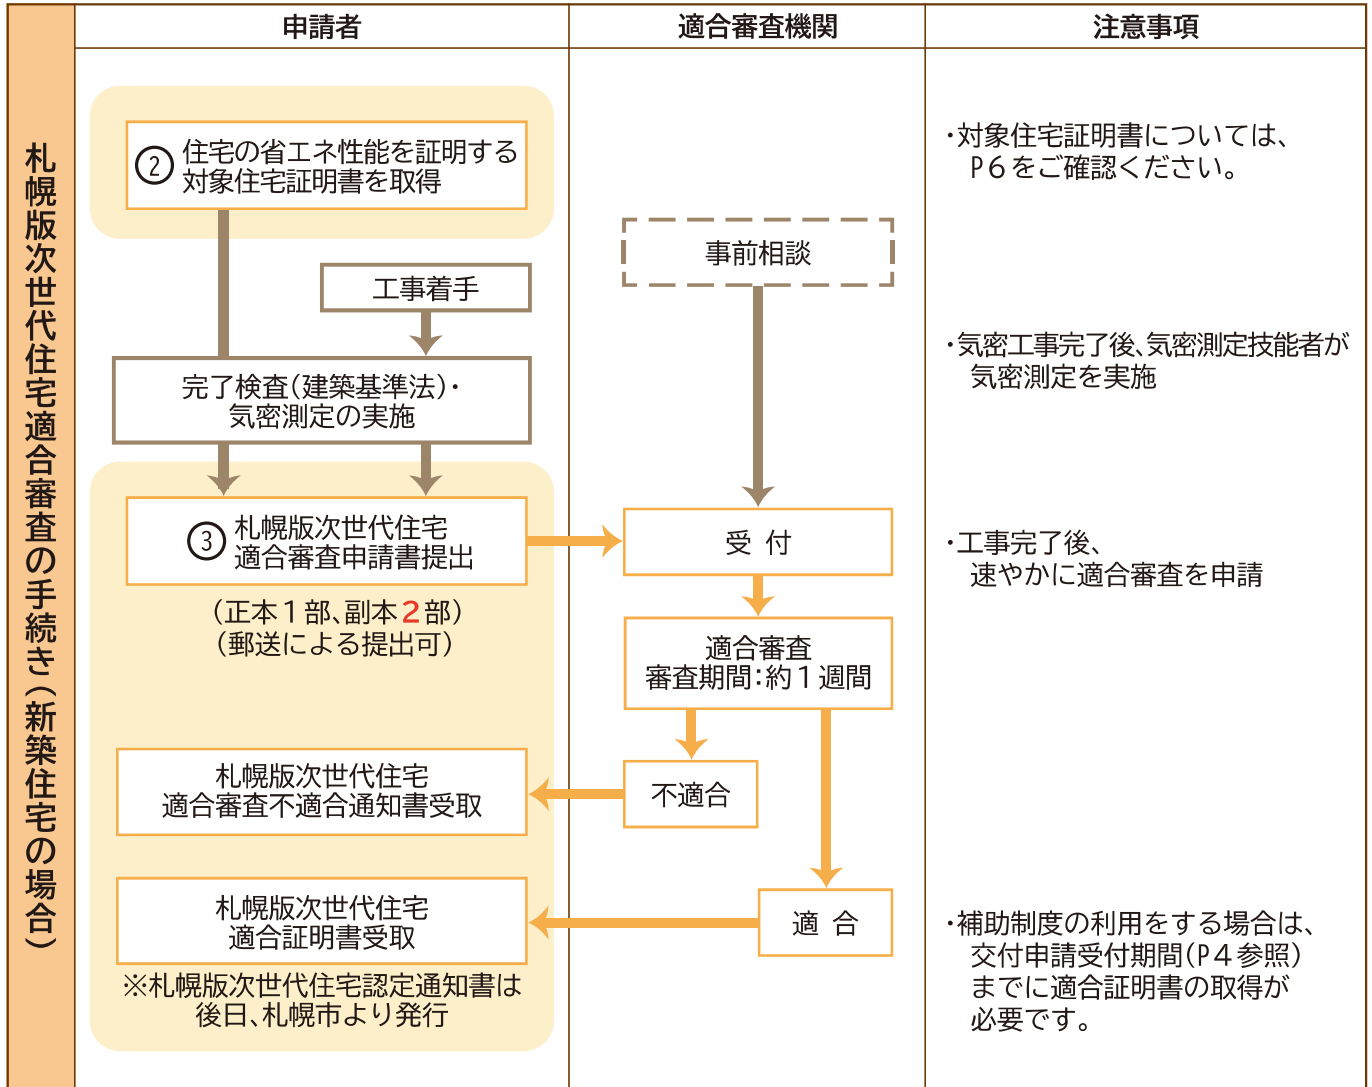 札幌版次世代住宅適合審査の手続き（新築住宅の場合）
申請者
適合審査機関
注意事項
② 住宅の省エネ性能を証明する
対象住宅証明書を取得
・対象住宅証明書については、
P６をご確認ください。
事前相談
工事着手
完了検査（建築基準法）・
気密測定の実施
・気密工事完了後、気密測定技能者が
気密測定を実施
③ 札幌版次世代住宅
適合審査申請書提出
（正本１部、副本２部）
（郵送による提出可）
受 付
・工事完了後、
速やかに適合審査を申請
適合審査
審査期間：約１週間
不適合
札幌版次世代住宅
適合審査不適合通知書受取
適 合
札幌版次世代住宅
適合証明書受取
※札幌版次世代住宅認定通知書は
後日、札幌市より発行
・補助制度の利用をする場合は、
交付申請受付期間（P４参照）
までに適合証明書の取得が
必要です。